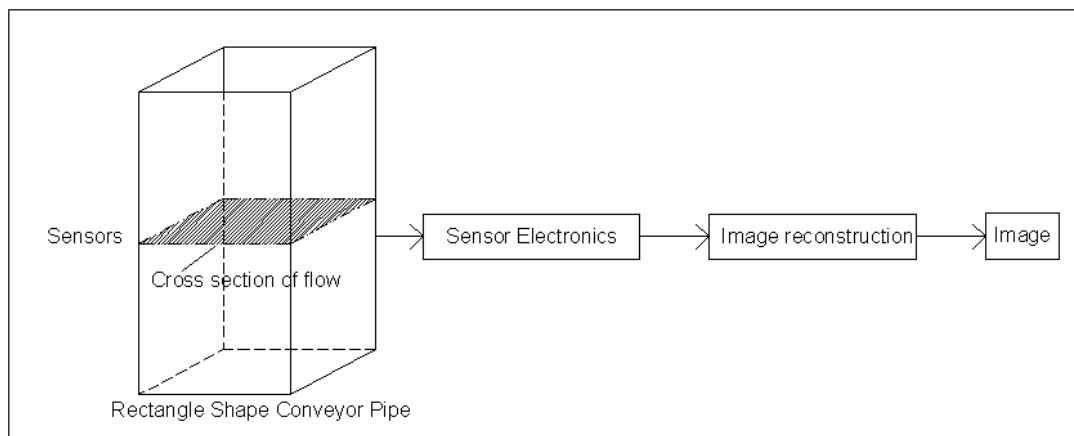 Sensors
Cross section of flow
Rectangle Shape Conveyor Pipe
Sensor Electronics
Image reconstruction
Image